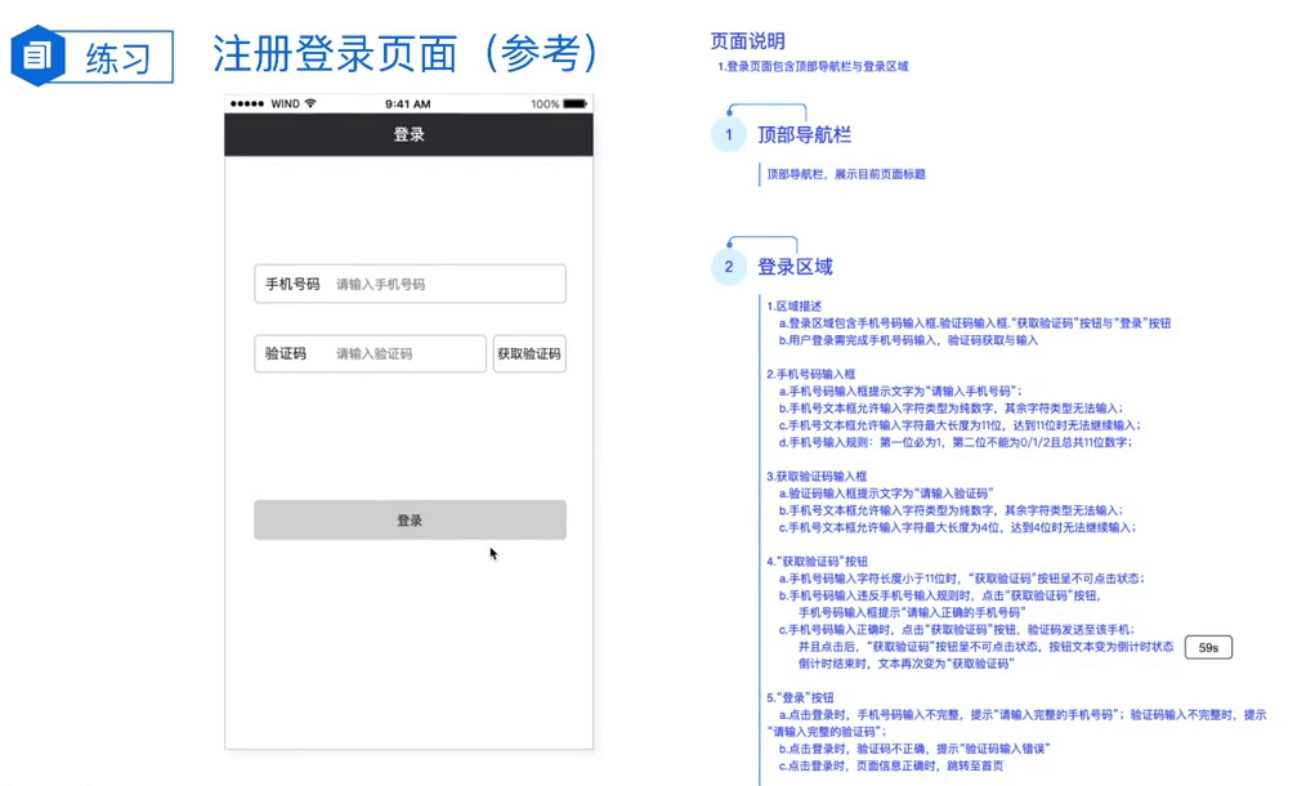 练习
注册登录页面（参考）
WIND 9:41 AM 100%
登录
手机号码 请输入手机号码
验证码 请输入验证码 获取验证码
登录
页面说明
1.登录页面包含顶部导航栏与登录区域
1 顶部导航栏
顶部导航栏，展示目前页面标题
2 登录区域
1.区域描述
a.登录区域包含手机号码输入框.验证码输入框.“获取验证码”按钮与“登录”按钮
b.用户登录需完成手机号码输入，验证码获取与输入
2.手机号码输入框
a.手机号码输入框提示文字为“请输入手机号码”；
b.手机号文本框允许输入字符类型为纯数字，其余字符类型无法输入；
c.手机号文本框允许输入字符最大长度为11位，达到11位时无法继续输入；
d.手机号输入规则：第一位必为1，第二位不能为0/1/2且总共11位数字；
3.获取验证码输入框
a.验证码输入框提示文字为“请输入验证码”
b.手机号文本框允许输入字符类型为纯数字，其余字符类型无法输入；
c.手机号文本框允许输入字符最大长度为4位，达到4位时无法继续输入；
4.“获取验证码”按钮
a.手机号码输入字符长度小于11位时，“获取验证码”按钮呈不可点击状态；
b.手机号码输入违反手机号输入规则时，点击“获取验证码”按钮，
手机号码输入框提示“请输入正确的手机号码”
c.手机号码输入正确时，点击“获取验证码”按钮，验证码发送至该手机；
并且点击后，“获取验证码”按钮呈不可点击状态，按钮文本变为倒计时状态 59s
倒计时结束时，文本再次变为“获取验证码”
5.“登录”按钮
a.点击登录时，手机号码输入不完整，提示“请输入完整的手机号码”；验证码输入不完整时，提示
“请输入完整的验证码”；
b.点击登录时，验证码不正确，提示“验证码输入错误”
c.点击登录时，页面信息正确时，跳转至首页